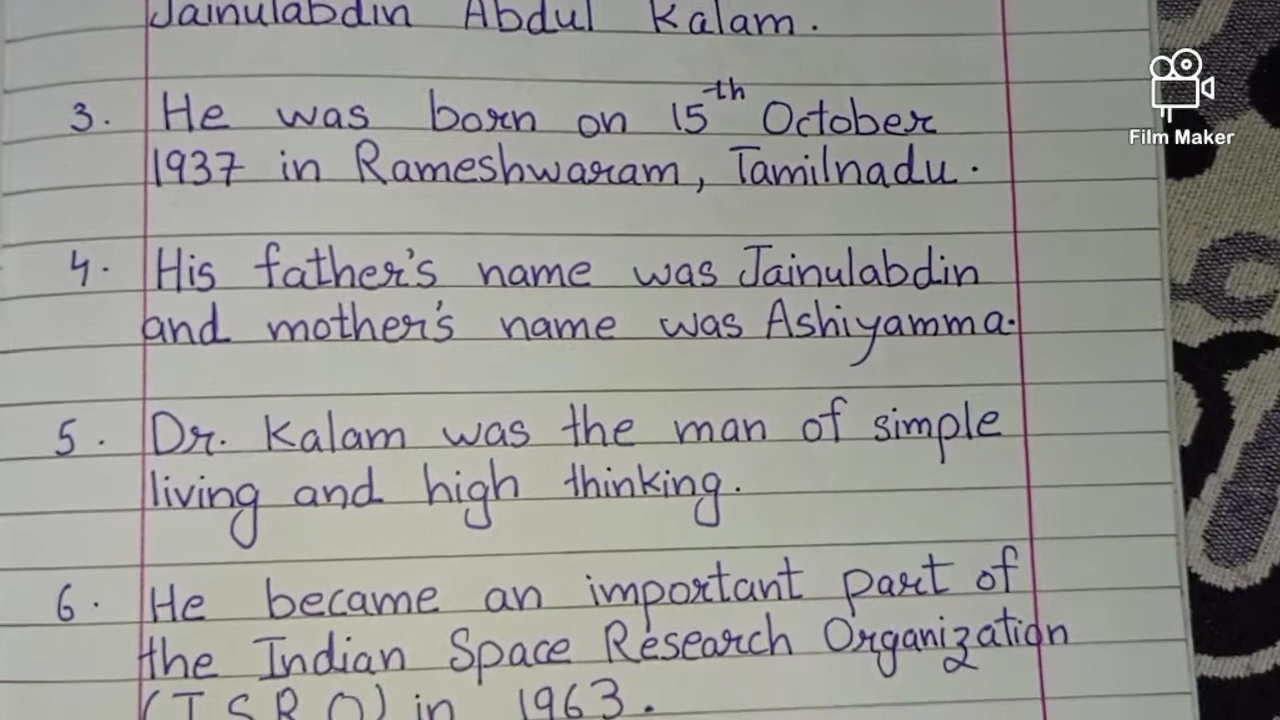 Jainulabdin Abdul Kalam.
3. He was born on 15th October
1937 in Rameshwaram, Tamilnadu.
4. His father's name was Jainulabdin
and mother's name was Ashiyamma.
5. Dr. Kalam was the man of simple
living and high thinking.
6. He became an important part of
the Indian Space Research Organization
(ISRO) in 1963.
Film Maker